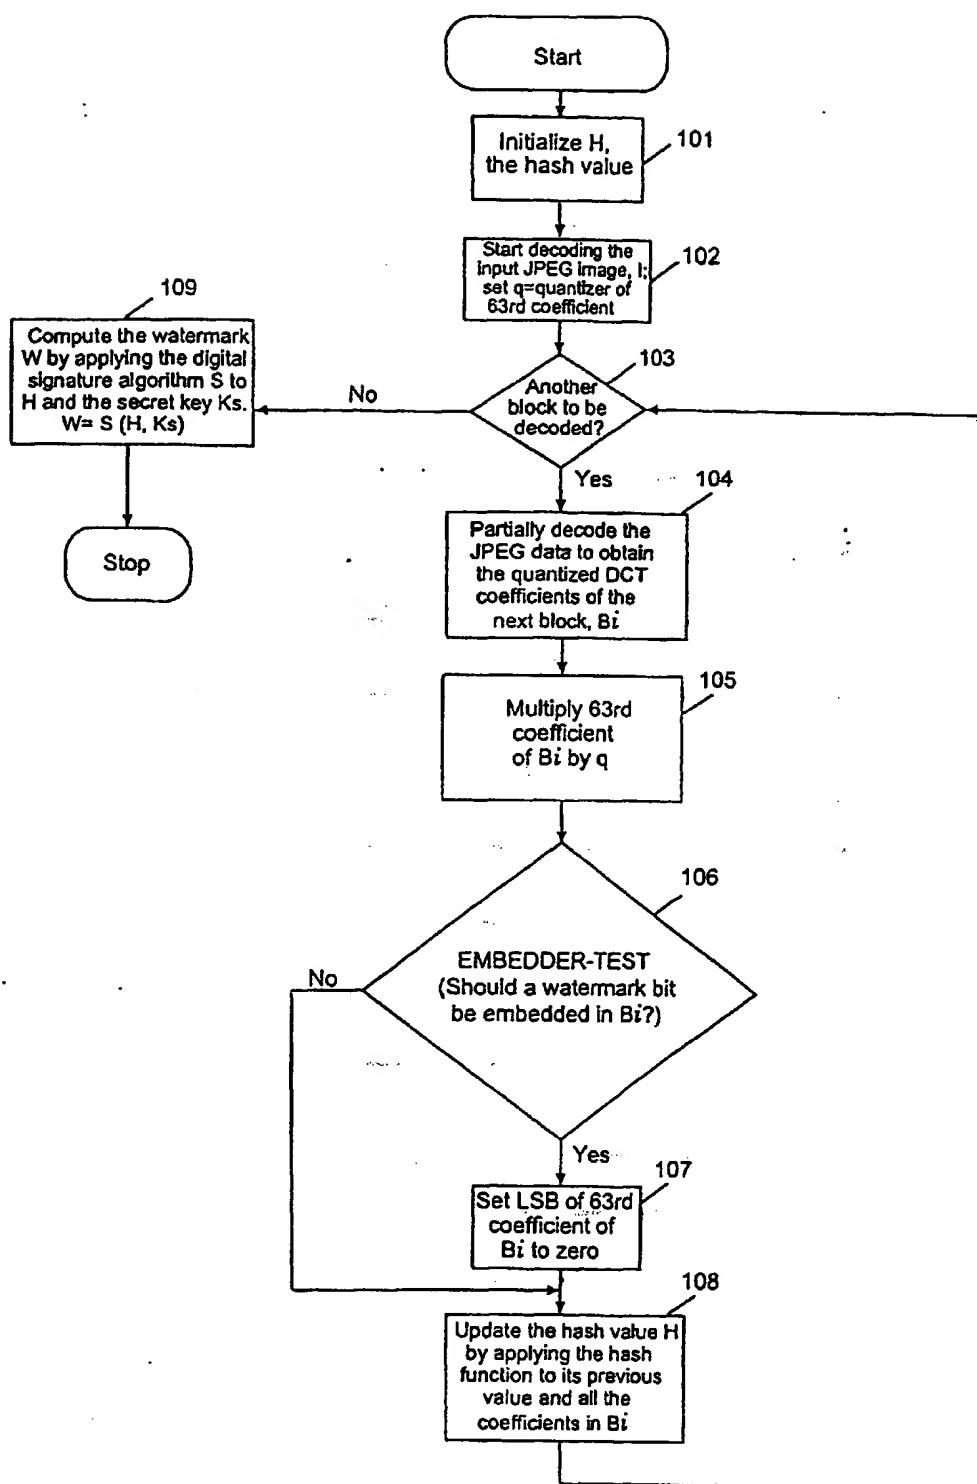 Start
Initialize H,
the hash value
101
Start decoding the
input JPEG image, I;
set q=quantizer of
63rd coefficient
102
109
Compute the watermark
W by applying the digital
signature algorithm S to
H and the secret key Ks.
W= S (H, Ks)
No
103
Another
block to be
decoded?
Yes
Stop
104
Partially decode the
JPEG data to obtain
the quantized DCT
coefficients of the
next block, Bi
105
Multiply 63rd
coefficient
of Bi by q
106
EMBEDDER-TEST
(Should a watermark bit
be embedded in Bi?)
No
Yes
107
Set LSB of 63rd
coefficient of
Bi to zero
108
Update the hash value H
by applying the hash
function to its previous
value and all the
coefficients in Bi